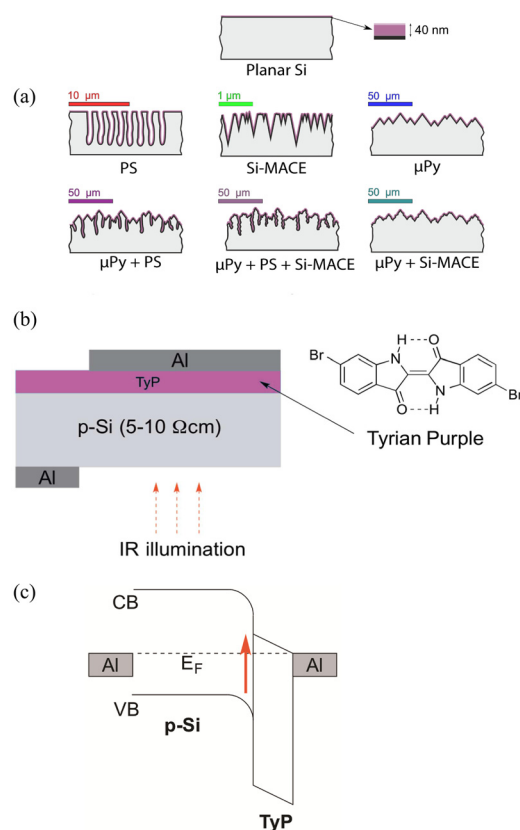 40 nm
Planar Si
(a)
10 µm
1 µm
50 µm
PS
Si-MACE
µPy
50 µm
50 µm
50 µm
µPy + PS
µPy + PS + Si-MACE
µPy + Si-MACE
(b)
Al
TyP
p-Si (5-10 Ωcm)
Al
IR illumination
H
O
N
Br
Br
N
O
H
Tyrian Purple
(c)
CB
Al
EF
Al
VB
p-Si
TyP